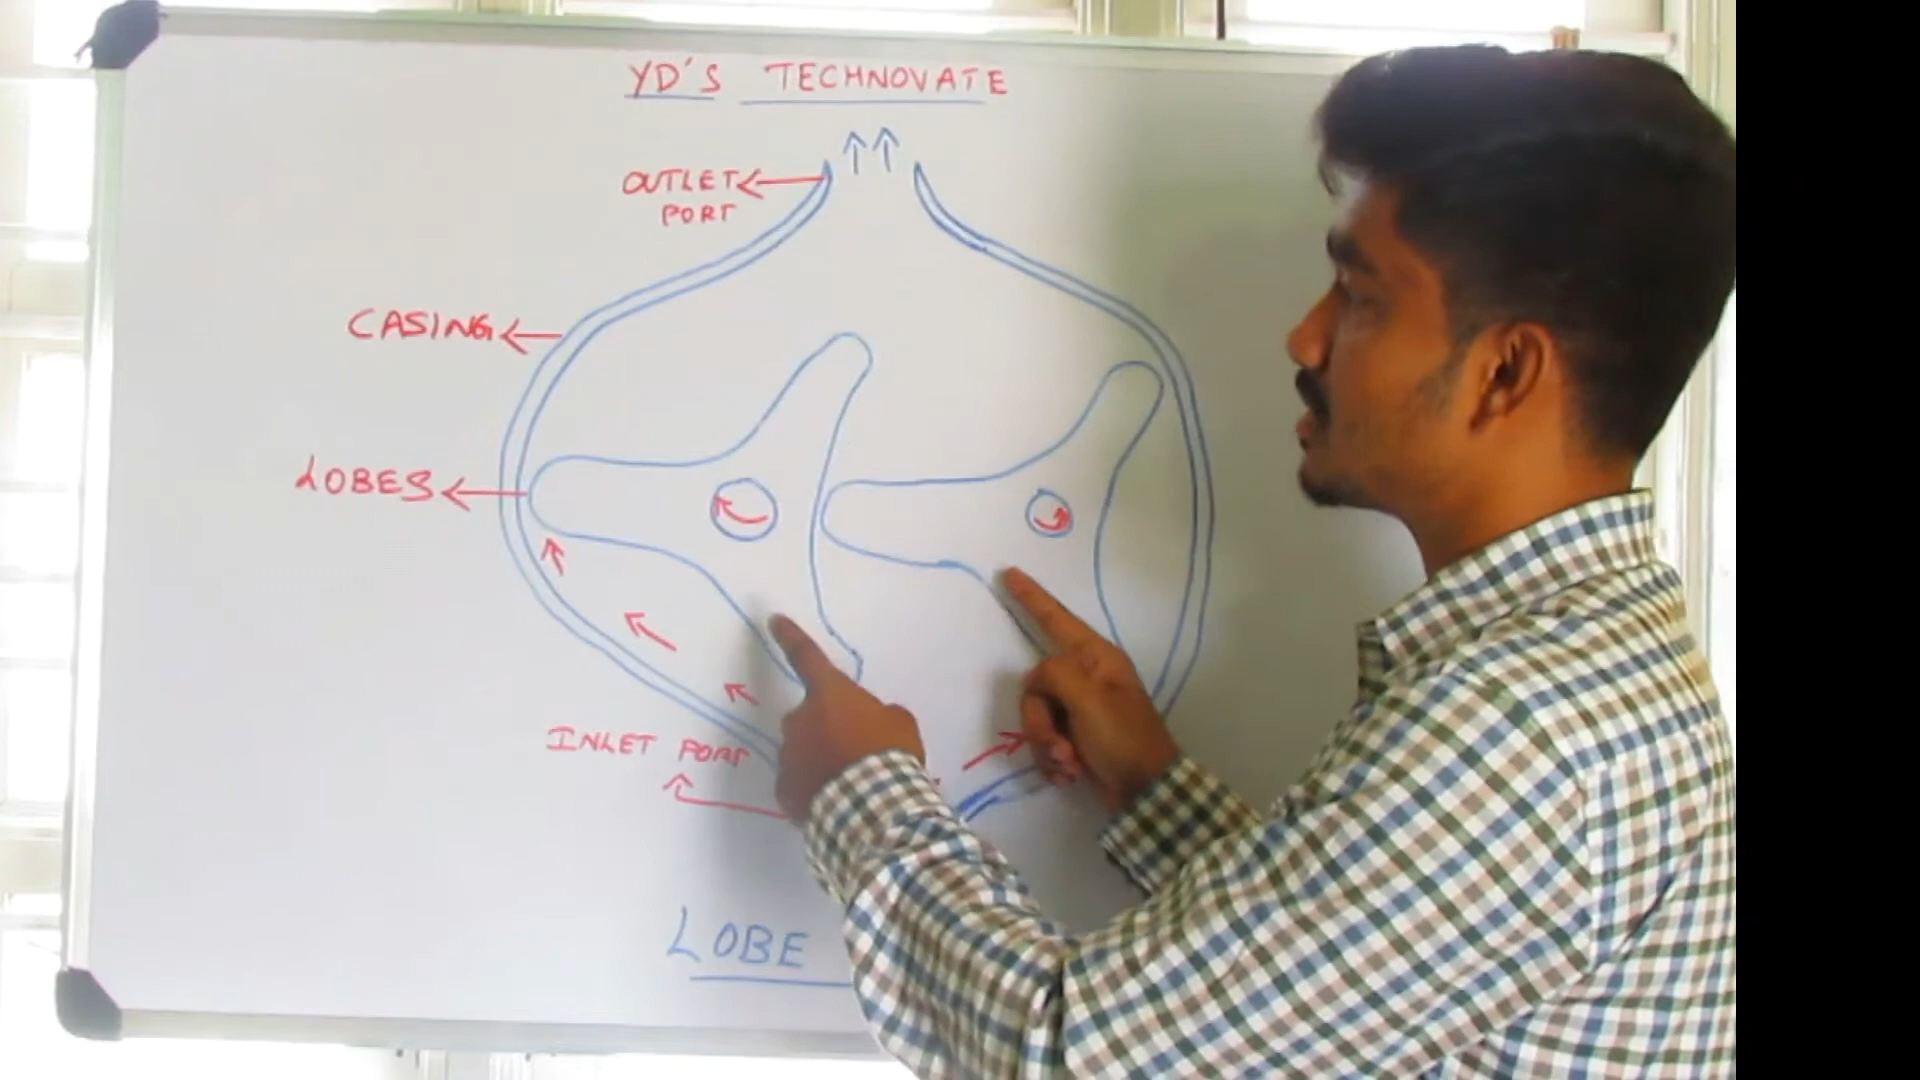 YD'S TECHNOVATE
OUTLET
PORT
CASING
LOBES
INLET PORT
LOBE